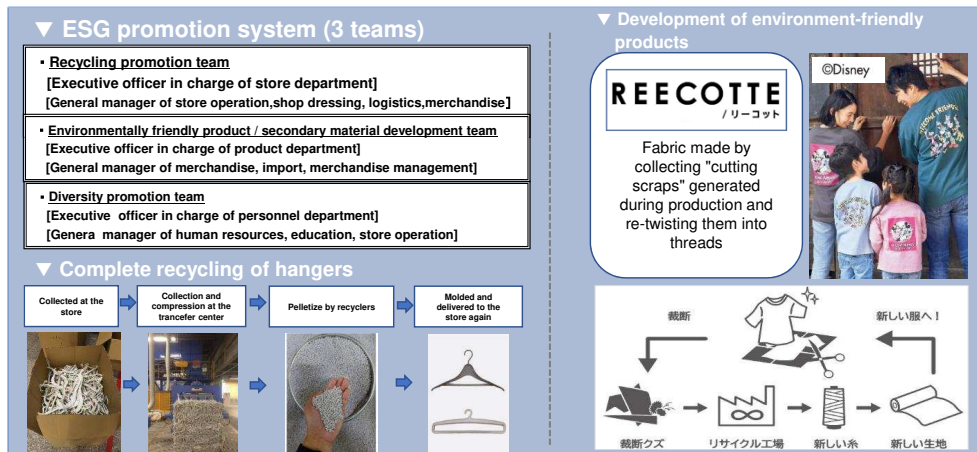 ▼ ESG promotion system (3 teams)
・Recycling promotion team
[Executive officer in charge of store department]
[General manager of store operation,shop dressing, logistics,merchandise]
・Environmentally friendly product / secondary material development team
[Executive officer in charge of product department]
[General manager of merchandise, import, merchandise management]
・Diversity promotion team
[Executive officer in charge of personnel department]
[Genera manager of human resources, education, store operation]
▼ Complete recycling of hangers
Collected at the
store
Collection and
compression at the
trancefer center
Pelletize by recyclers
Molded and
delivered to the
store again
▼ Development of environment-friendly
products
REECOTTE
/リーコット
Fabric made by
collecting "cutting
scraps" generated
during production and
re-twisting them into
threads
©Disney
裁断
新しい服へ！
裁断クズ
リサイクル工場
新しい糸
新しい生地